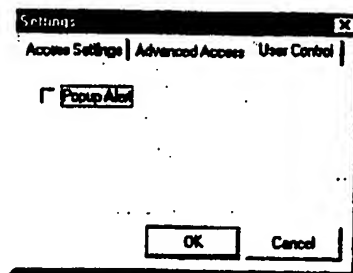 Settings
Access Settings Advanced Access User Control
Popup Alert
OK Cancel